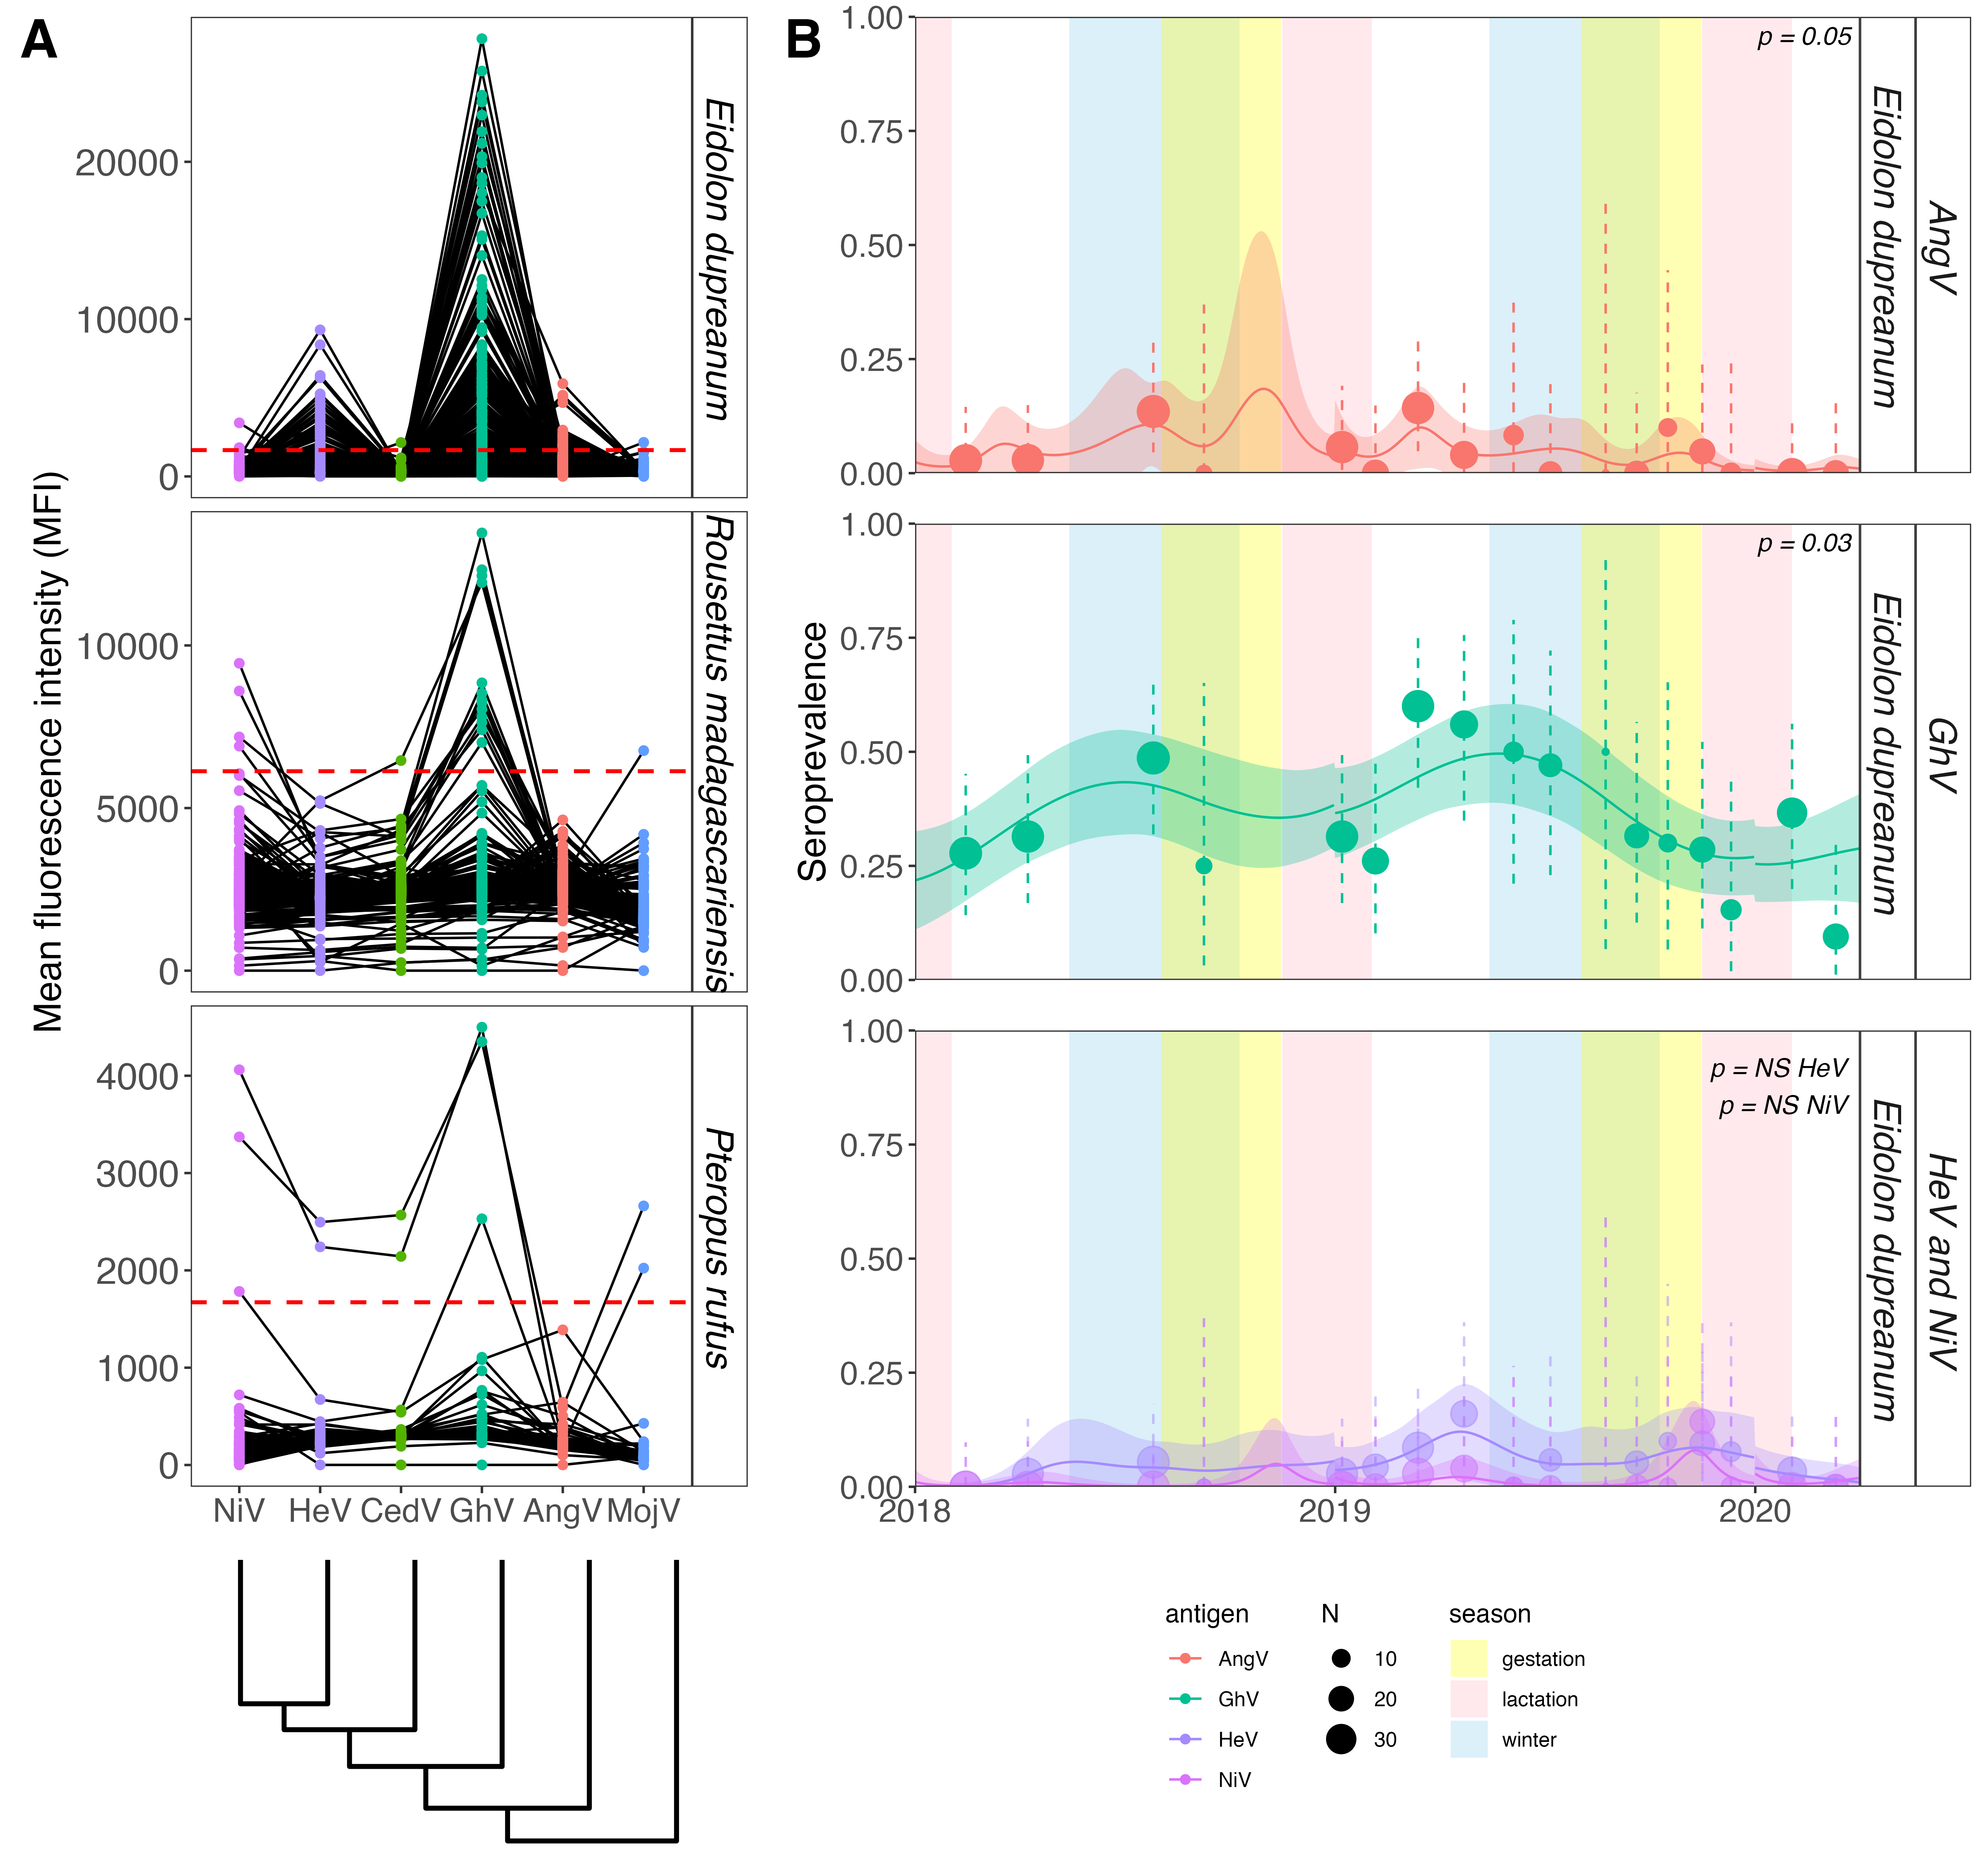 A
Mean fluorescence intensity (MFI)
20000
10000
0
Eidolon dupreanum
10000
5000
0
Rousettus madagascariensis
4000
3000
2000
1000
0
Pteropus rufus
NiV HeV CedV GhV AngV MojV
B
Seroprevalence
1.00
0.75
0.50
0.25
0.00
p = 0.05
Eidolon dupreanum
AngV
1.00
0.75
0.50
0.25
0.00
p = 0.03
Eidolon dupreanum
GhV
1.00
0.75
0.50
0.25
0.00
p = NS HeV
p = NS NiV
Eidolon dupreanum
HeV and NiV
2018 2019 2020
antigen
AngV
GhV
HeV
NiV
N
10
20
30
season
gestation
lactation
winter